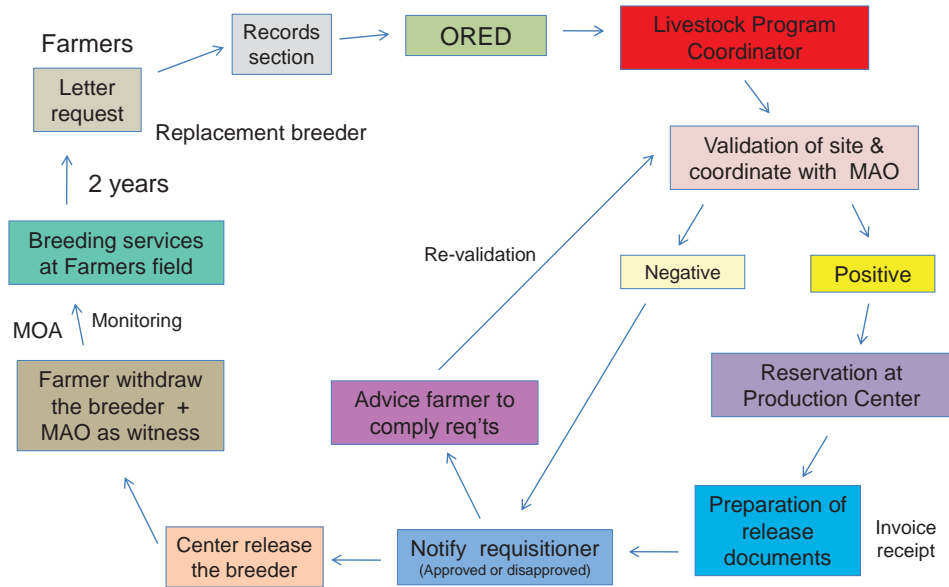 Farmers
Letter
request
Records
section
ORED
Livestock Program
Coordinator
Replacement breeder
Validation of site &
coordinate with MAO
2 years
Breeding services
at Farmers field
Re-validation
Negative
Positive
MOA
Monitoring
Farmer withdraw
the breeder +
MAO as witness
Advice farmer to
comply req’ts
Reservation at
Production Center
Center release
the breeder
Notify requisitioner
(Approved or disapproved)
Preparation of
release
documents
Invoice
receipt